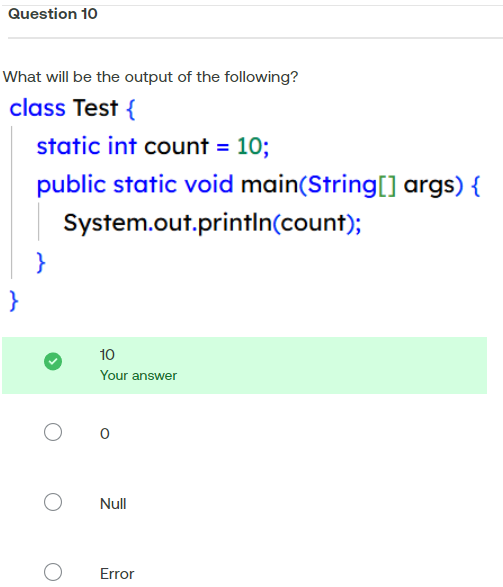 Question 10
What will be the output of the following?
class Test {
static int count = 10;
public static void main(String[] args) {
System.out.println(count);
}
}
10
Your answer
0
Null
Error